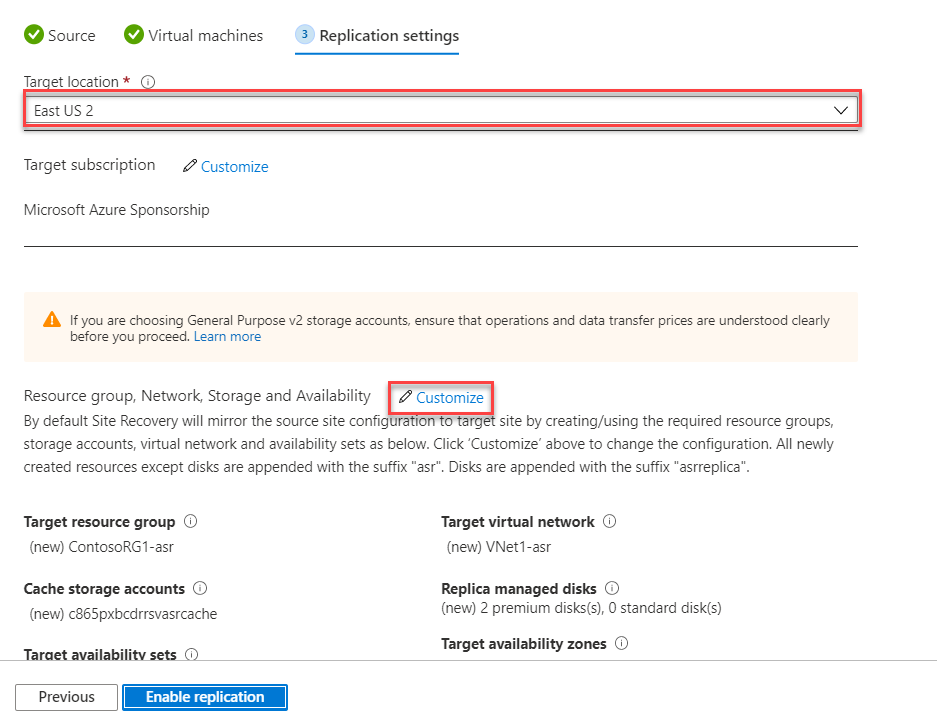 Source
Virtual machines
3
Replication settings
Target location *
East US 2
Target subscription
Customize
Microsoft Azure Sponsorship
If you are choosing General Purpose v2 storage accounts, ensure that operations and data transfer prices are understood clearly
before you proceed. Learn more
Resource group, Network, Storage and Availability
Customize
By default Site Recovery will mirror the source site configuration to target site by creating/using the required resource groups,
storage accounts, virtual network and availability sets as below. Click ‘Customize’ above to change the configuration. All newly
created resources except disks are appended with the suffix "asr". Disks are appended with the suffix "asrreplica".
Target resource group
(new) ContosoRG1-asr
Target virtual network
(new) VNet1-asr
Cache storage accounts
(new) c865pxbcdrrsvasrcache
Replica managed disks
(new) 2 premium disks(s), 0 standard disk(s)
Target availability sets
Target availability zones
Previous
Enable replication